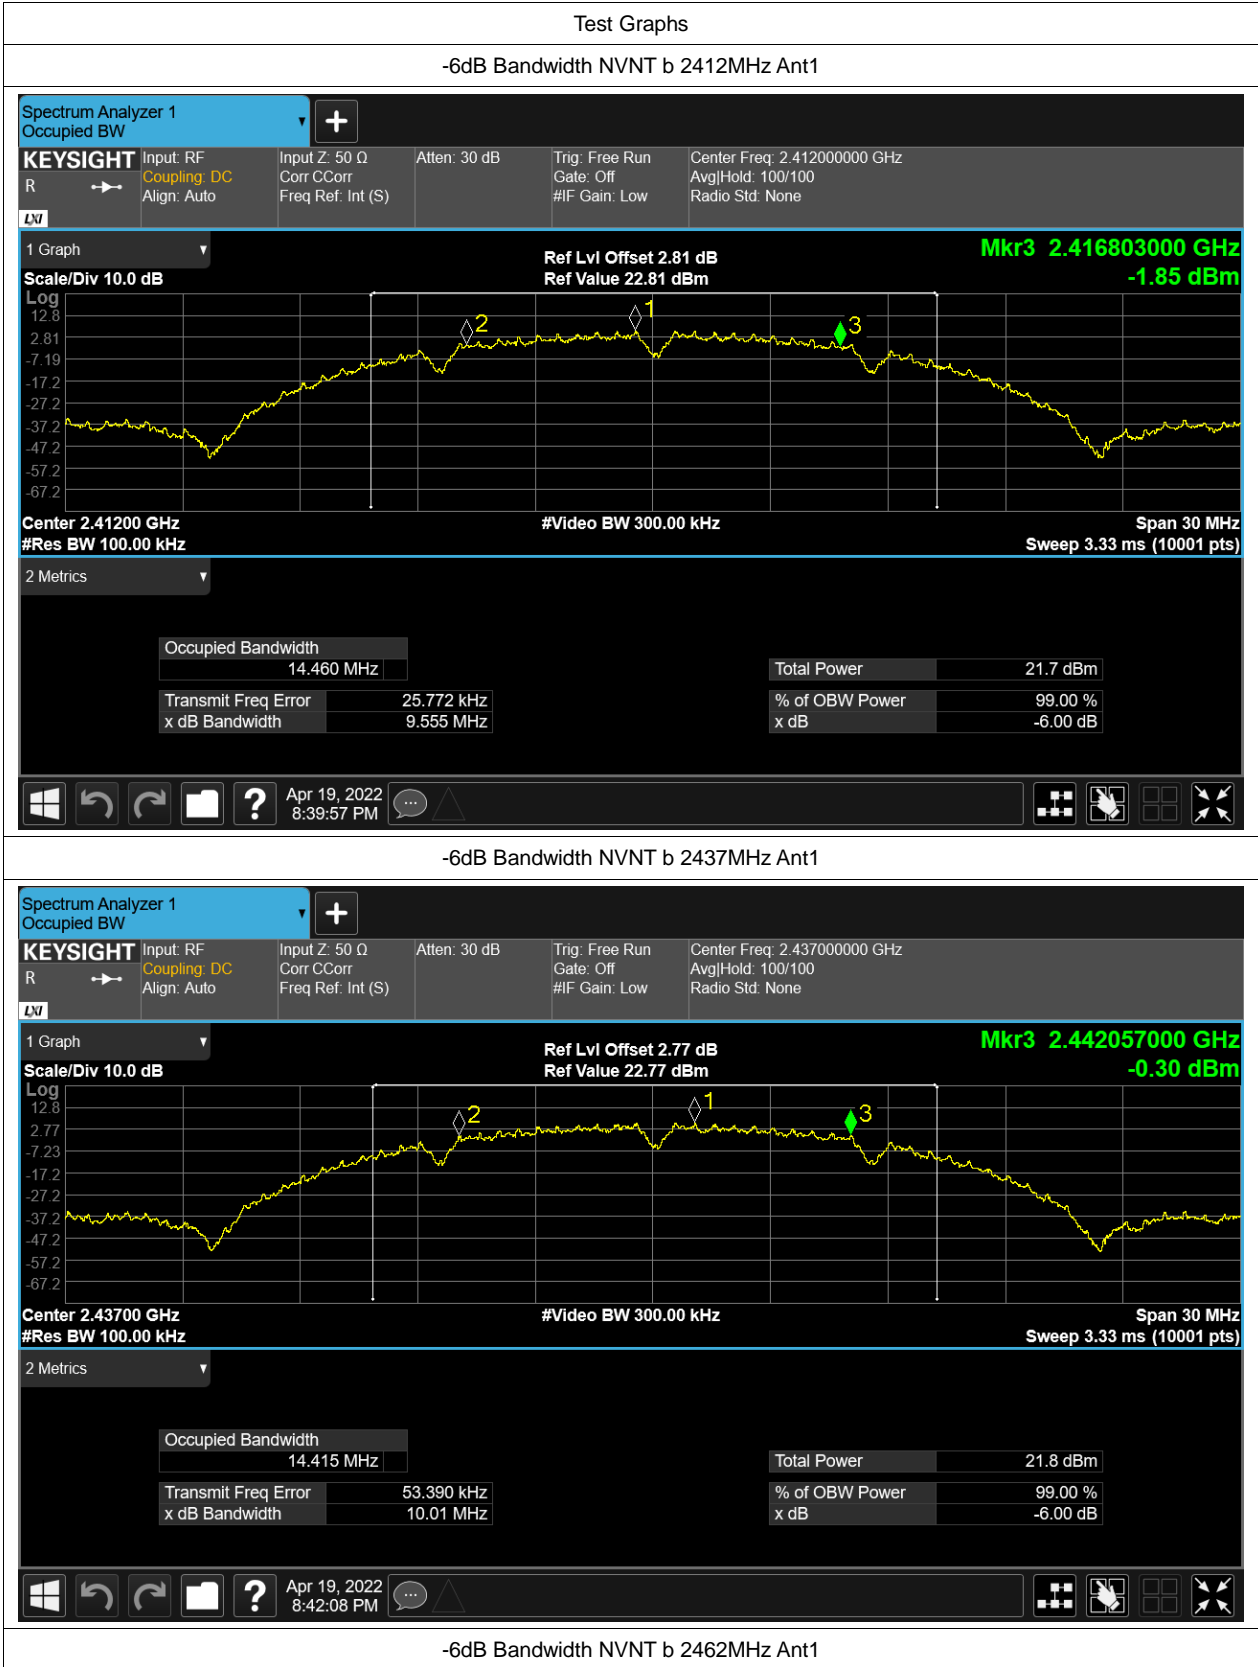 Test Graphs
-6dB Bandwidth NVNT b 2412MHz Ant1
Spectrum Analyzer 1
Occupied BW
KEYSIGHT Input: RF Input Z: 50 Ω Atten: 30 dB Trig: Free Run Center Freq: 2.412000000 GHz
R Coupling: DC Corr CCorr Gate: Off Avg|Hold: 100/100
Align: Auto Freq Ref: Int (S) #IF Gain: Low Radio Std: None
LXI
1 Graph Ref Lvl Offset 2.81 dB Mkr3 2.416803000 GHz
Scale/Div 10.0 dB Ref Value 22.81 dBm -1.85 dBm
Log
12.8
2.81
-7.19
-17.2
-27.2
-37.2
-47.2
-57.2
-67.2
2
1
3
Center 2.41200 GHz #Video BW 300.00 kHz Span 30 MHz
#Res BW 100.00 kHz Sweep 3.33 ms (10001 pts)
2 Metrics
Occupied Bandwidth
14.460 MHz Total Power 21.7 dBm
Transmit Freq Error 25.772 kHz % of OBW Power 99.00 %
x dB Bandwidth 9.555 MHz x dB -6.00 dB
? Apr 19, 2022
8:39:57 PM
-6dB Bandwidth NVNT b 2437MHz Ant1
Spectrum Analyzer 1
Occupied BW
KEYSIGHT Input: RF Input Z: 50 Ω Atten: 30 dB Trig: Free Run Center Freq: 2.437000000 GHz
R Coupling: DC Corr CCorr Gate: Off Avg|Hold: 100/100
Align: Auto Freq Ref: Int (S) #IF Gain: Low Radio Std: None
LXI
1 Graph Ref Lvl Offset 2.77 dB Mkr3 2.442057000 GHz
Scale/Div 10.0 dB Ref Value 22.77 dBm -0.30 dBm
Log
12.8
2.77
-7.23
-17.2
-27.2
-37.2
-47.2
-57.2
-67.2
2
1
3
Center 2.43700 GHz #Video BW 300.00 kHz Span 30 MHz
#Res BW 100.00 kHz Sweep 3.33 ms (10001 pts)
2 Metrics
Occupied Bandwidth
14.415 MHz Total Power 21.8 dBm
Transmit Freq Error 53.390 kHz % of OBW Power 99.00 %
x dB Bandwidth 10.01 MHz x dB -6.00 dB
? Apr 19, 2022
8:42:08 PM
-6dB Bandwidth NVNT b 2462MHz Ant1